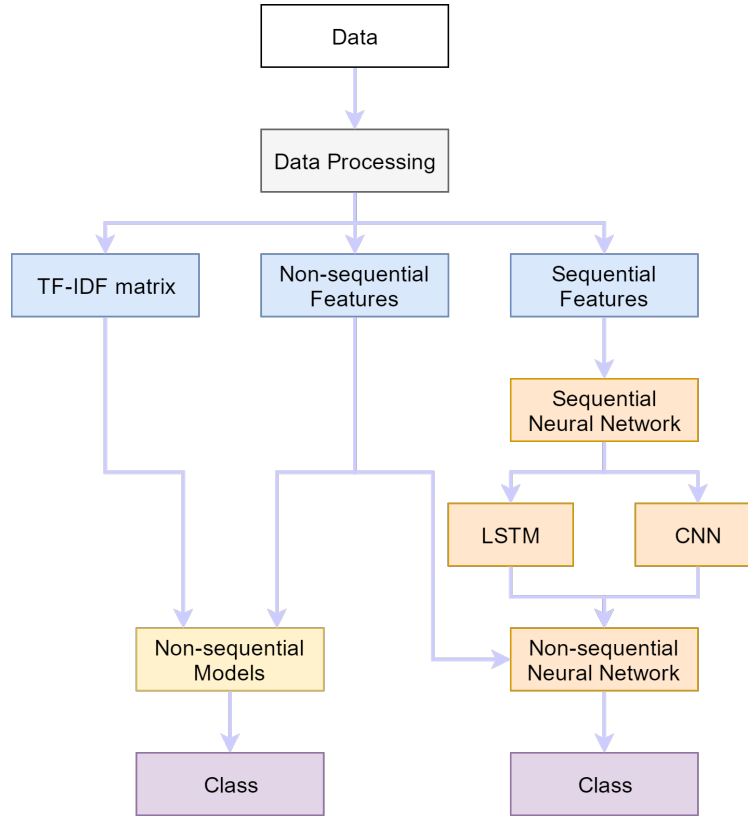 Data
Data Processing
TF-IDF matrix
Non-sequential
Features
Sequential
Features
Sequential
Neural Network
LSTM
CNN
Non-sequential
Models
Non-sequential
Neural Network
Class
Class